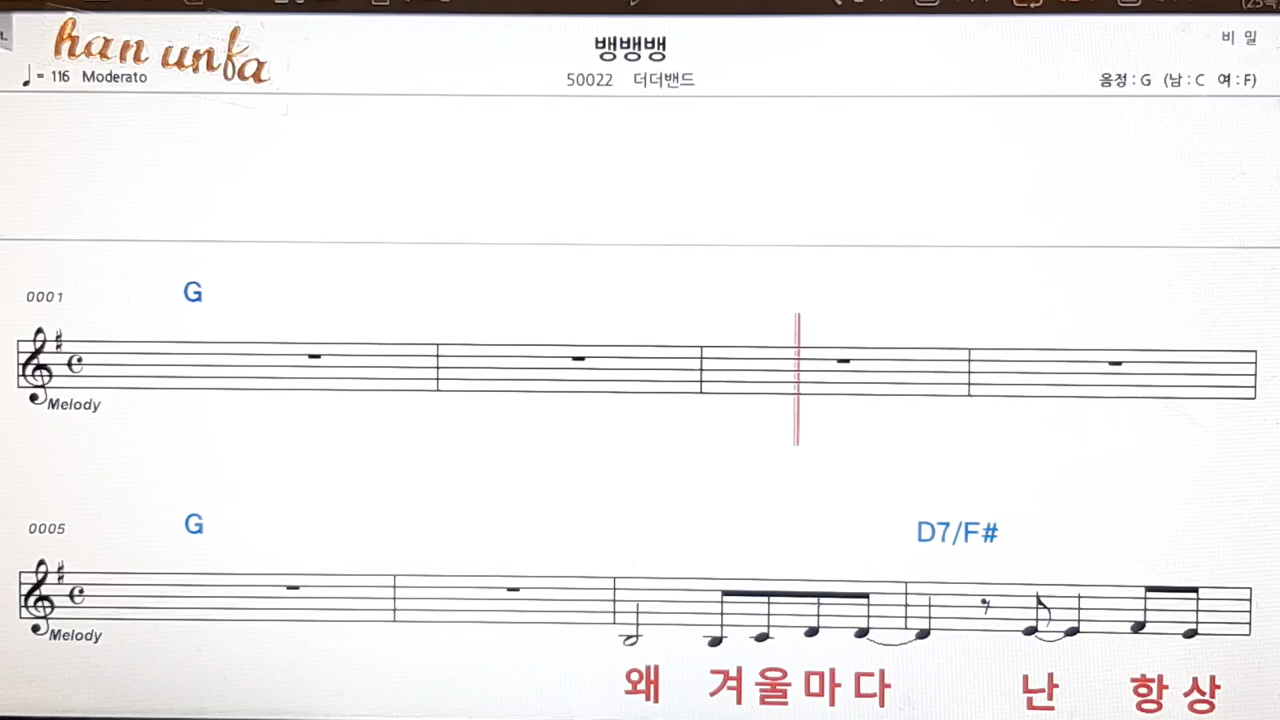 han unfa
뱅뱅뱅
비 밀
♩= 116 Moderato
50022 더더밴드
음정 : G (남 : C 여 : F)
0001
G
Melody
0005
G
D7/F#
Melody
왜 겨울마다 난 항상